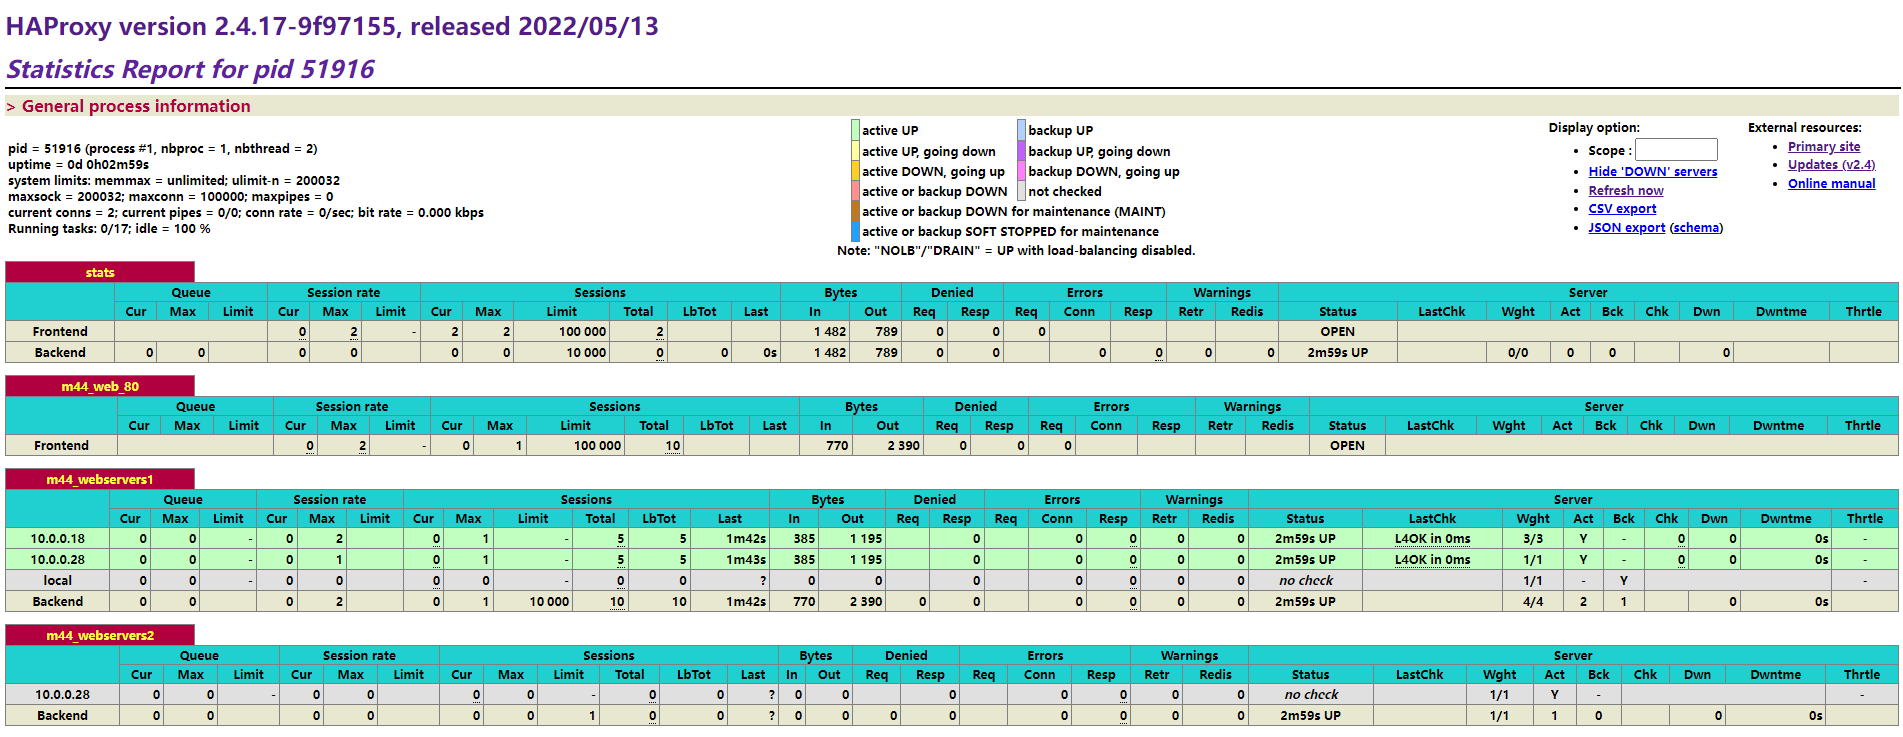 HAProxy version 2.4.17-9f97155, released 2022/05/13
Statistics Report for pid 51916
> General process information
pid = 51916 (process #1, nbproc = 1, nbthread = 2)
uptime = 0d 0h02m59s
system limits: memmax = unlimited; ulimit-n = 200032
maxsock = 200032; maxconn = 100000; maxpipes = 0
current conns = 2; current pipes = 0/0; conn rate = 0/sec; bit rate = 0.000 kbps
Running tasks: 0/17; idle = 100 %
active UP backup UP
active UP, going down backup UP, going down
active DOWN, going up backup DOWN, going up
active or backup DOWN not checked
active or backup DOWN for maintenance (MAINT)
active or backup SOFT STOPPED for maintenance
Note: "NOLB"/"DRAIN" = UP with load-balancing disabled.
Display option:
• Scope :
• Hide 'DOWN' servers
• Refresh now
• CSV export
• JSON export (schema)
External resources:
• Primary site
• Updates (v2.4)
• Online manual
stats
Queue Session rate Sessions Bytes Denied Errors Warnings Server
Cur Max Limit Cur Max Limit Cur Max Limit Total LbTot Last In Out Req Resp Req Conn Resp Retr Redis Status LastChk Wght Act Bck Chk Dwn Dwntme Thrtle
Frontend 0 2 - 2 2 100 000 2 1 482 789 0 0 0 OPEN
Backend 0 0 0 0 0 0 10 000 0 0 0s 1 482 789 0 0 0 0 0 0 2m59s UP 0/0 0 0 0
m44_web_80
Queue Session rate Sessions Bytes Denied Errors Warnings Server
Cur Max Limit Cur Max Limit Cur Max Limit Total LbTot Last In Out Req Resp Req Conn Resp Retr Redis Status LastChk Wght Act Bck Chk Dwn Dwntme Thrtle
Frontend 0 2 - 0 1 100 000 10 770 2 390 0 0 0 OPEN
m44_webservers1
Queue Session rate Sessions Bytes Denied Errors Warnings Server
Cur Max Limit Cur Max Limit Cur Max Limit Total LbTot Last In Out Req Resp Req Conn Resp Retr Redis Status LastChk Wght Act Bck Chk Dwn Dwntme Thrtle
10.0.0.18 0 0 - 0 2 0 1 - 5 5 1m42s 385 1 195 0 0 0 0 0 2m59s UP L4OK in 0ms 3/3 Y - 0 0 0s -
10.0.0.28 0 0 - 0 1 0 1 - 5 5 1m43s 385 1 195 0 0 0 0 0 2m59s UP L4OK in 0ms 1/1 Y - 0 0 0s -
local 0 0 - 0 0 0 0 - 0 0 ? 0 0 0 0 0 0 0 no check 1/1 - Y -
Backend 0 0 0 2 0 1 10 000 10 10 1m42s 770 2 390 0 0 0 0 0 0 2m59s UP 4/4 2 1 0 0s
m44_webservers2
Queue Session rate Sessions Bytes Denied Errors Warnings Server
Cur Max Limit Cur Max Limit Cur Max Limit Total LbTot Last In Out Req Resp Req Conn Resp Retr Redis Status LastChk Wght Act Bck Chk Dwn Dwntme Thrtle
10.0.0.28 0 0 - 0 0 0 0 - 0 0 ? 0 0 0 0 0 0 0 no check 1/1 Y - -
Backend 0 0 0 0 0 0 1 0 0 ? 0 0 0 0 0 0 0 0 2m59s UP 1/1 1 0 0 0s